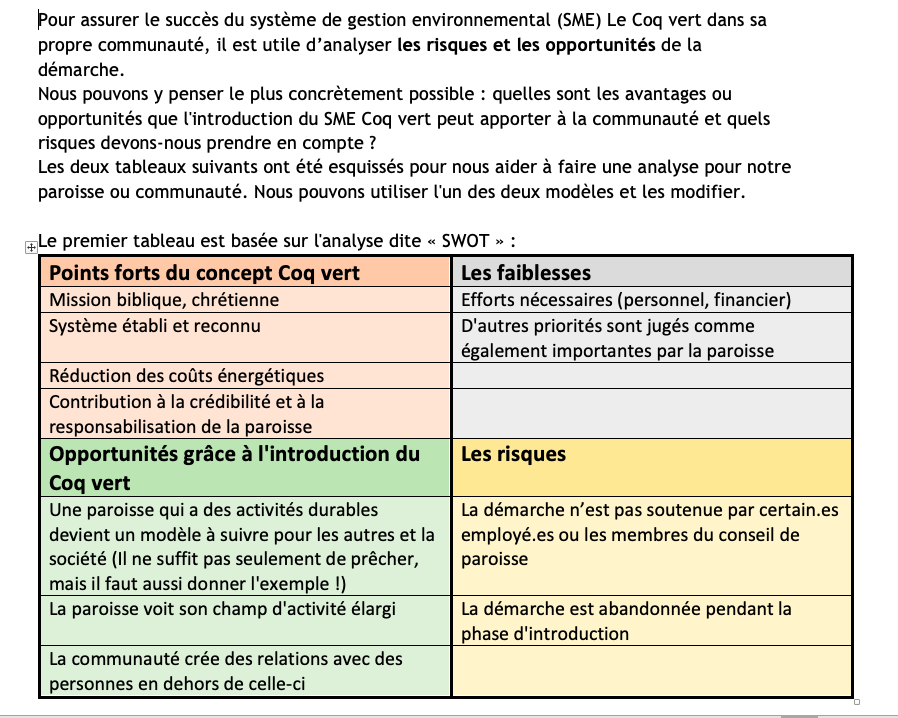 Pour assurer le succès du système de gestion environnemental (SME) Le Coq vert dans sa
propre communauté, il est utile d'analyser les risques et les opportunités de la
démarche.
Nous pouvons y penser le plus concrètement possible : quelles sont les avantages ou
opportunités que l'introduction du SME Coq vert peut apporter à la communauté et quels
risques devons-nous prendre en compte ?
Les deux tableaux suivants ont été esquissés pour nous aider à faire une analyse pour notre
paroisse ou communauté. Nous pouvons utiliser l'un des deux modèles et les modifier.
Le premier tableau est basée sur l'analyse dite « SWOT » :
Points forts du concept Coq vert
Les faiblesses
Mission biblique, chrétienne
Efforts nécessaires (personnel, financier)
Système établi et reconnu
D'autres priorités sont jugés comme
également importantes par la paroisse
Réduction des coûts énergétiques
Contribution à la crédibilité et à la
responsabilisation de la paroisse
Opportunités grâce à l'introduction du
Coq vert
Les risques
Une paroisse qui a des activités durables
devient un modèle à suivre pour les autres et la
société (Il ne suffit pas seulement de prêcher,
mais il faut aussi donner l'exemple !)
La démarche n'est pas soutenue par certain.es
employé.es ou les membres du conseil de
paroisse
La paroisse voit son champ d'activité élargi
La démarche est abandonnée pendant la
phase d'introduction
La communauté crée des relations avec des
personnes en dehors de celle-ci